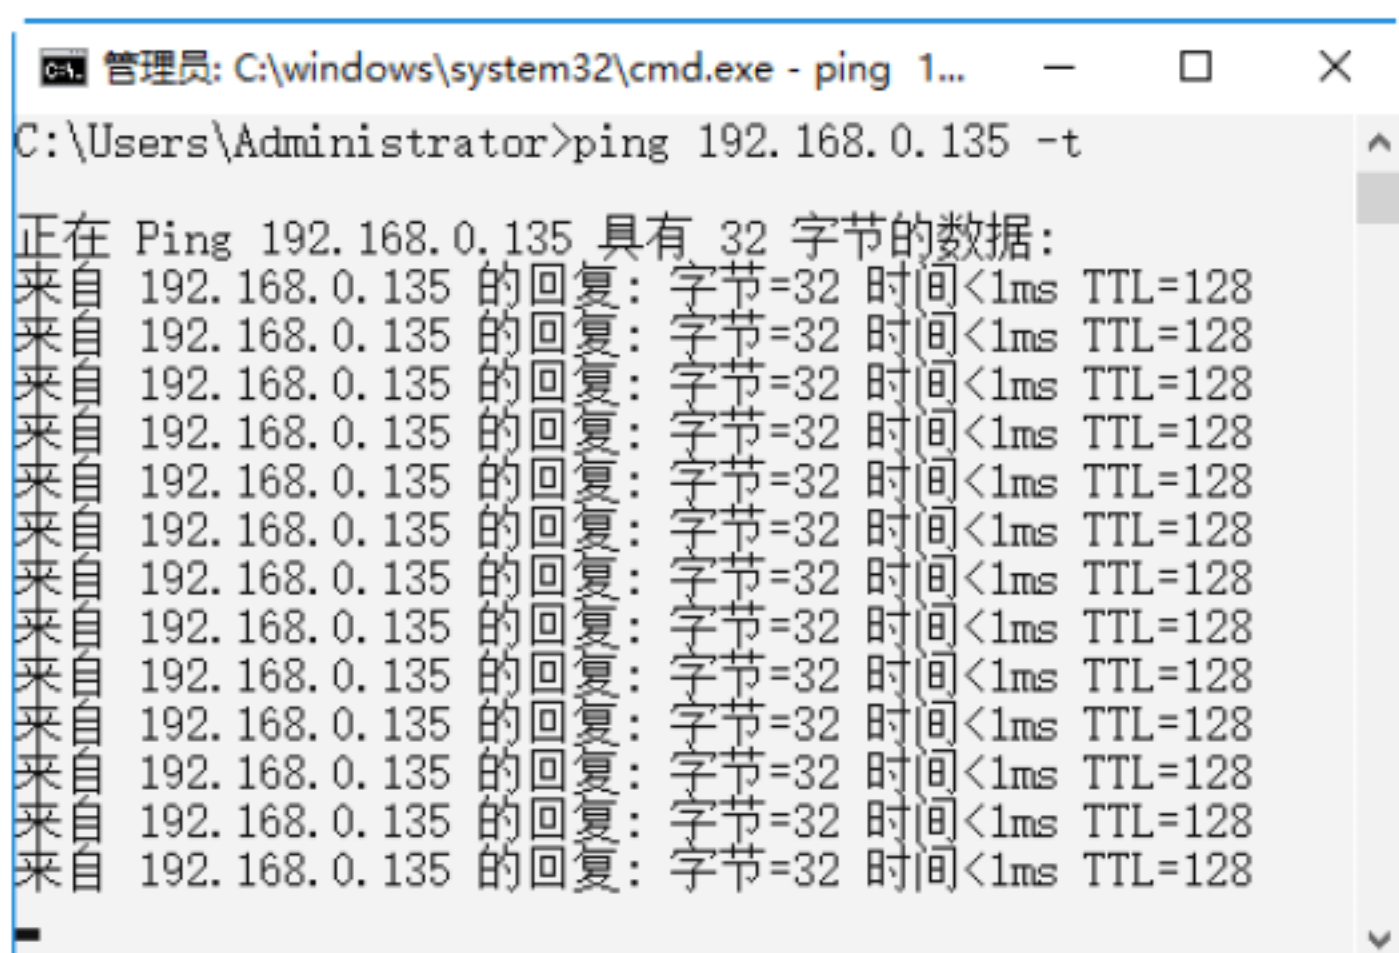 管理员: C:\windows\system32\cmd.exe - ping 1...
C:\Users\Administrator>ping 192.168.0.135 -t
正在 Ping 192.168.0.135 具有 32 字节的数据:
来自 192.168.0.135 的回复: 字节=32 时间<1ms TTL=128
来自 192.168.0.135 的回复: 字节=32 时间<1ms TTL=128
来自 192.168.0.135 的回复: 字节=32 时间<1ms TTL=128
来自 192.168.0.135 的回复: 字节=32 时间<1ms TTL=128
来自 192.168.0.135 的回复: 字节=32 时间<1ms TTL=128
来自 192.168.0.135 的回复: 字节=32 时间<1ms TTL=128
来自 192.168.0.135 的回复: 字节=32 时间<1ms TTL=128
来自 192.168.0.135 的回复: 字节=32 时间<1ms TTL=128
来自 192.168.0.135 的回复: 字节=32 时间<1ms TTL=128
来自 192.168.0.135 的回复: 字节=32 时间<1ms TTL=128
来自 192.168.0.135 的回复: 字节=32 时间<1ms TTL=128
来自 192.168.0.135 的回复: 字节=32 时间<1ms TTL=128
来自 192.168.0.135 的回复: 字节=32 时间<1ms TTL=128